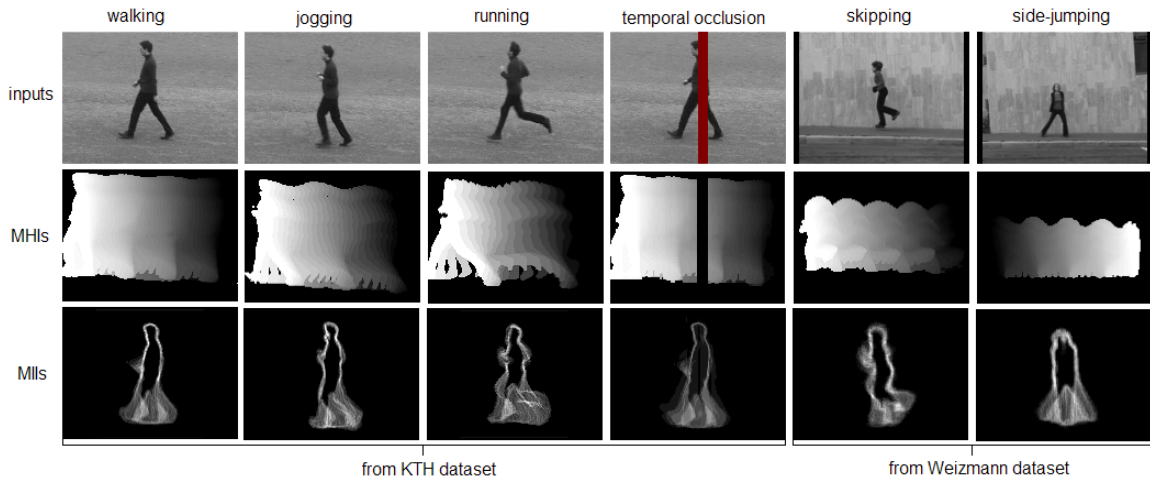 walking jogging running temporal occlusion skipping side-jumping
inputs
MHIs
MIIs
from KTH dataset from Weizmann dataset